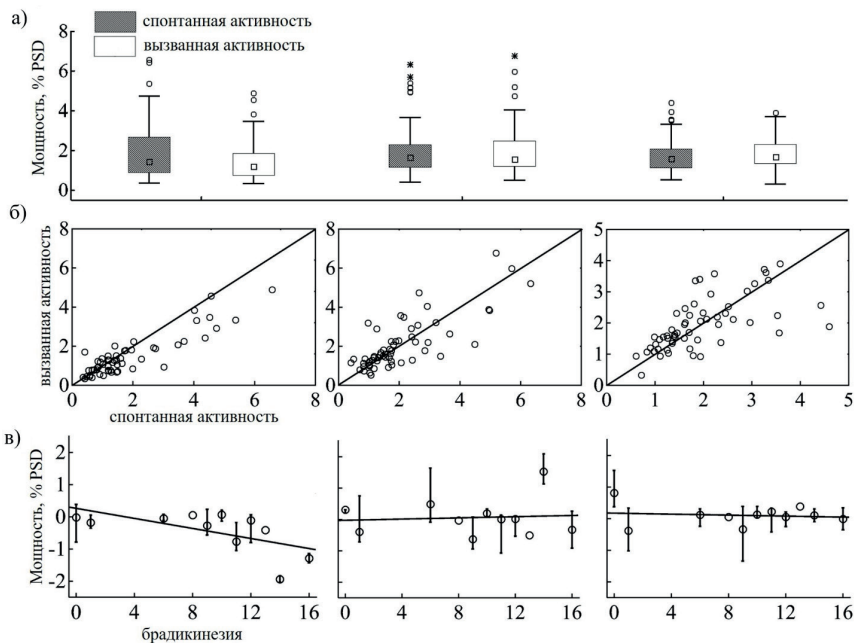 а)
спонтанная активность
вызванная активность
Мощность, % PSD
8
6
4
2
0
б)
вызванная активность
8
6
4
2
0
0 2 4 6 8
8
6
4
2
0
0 2 4 6 8
5
4
3
2
1
0
0 1 2 3 4 5
спонтанная активность
в)
Мощность, % PSD
2
1
0
-1
-2
0 4 8 12 16
0 4 8 12 16
0 4 8 12 16
брадикинезия